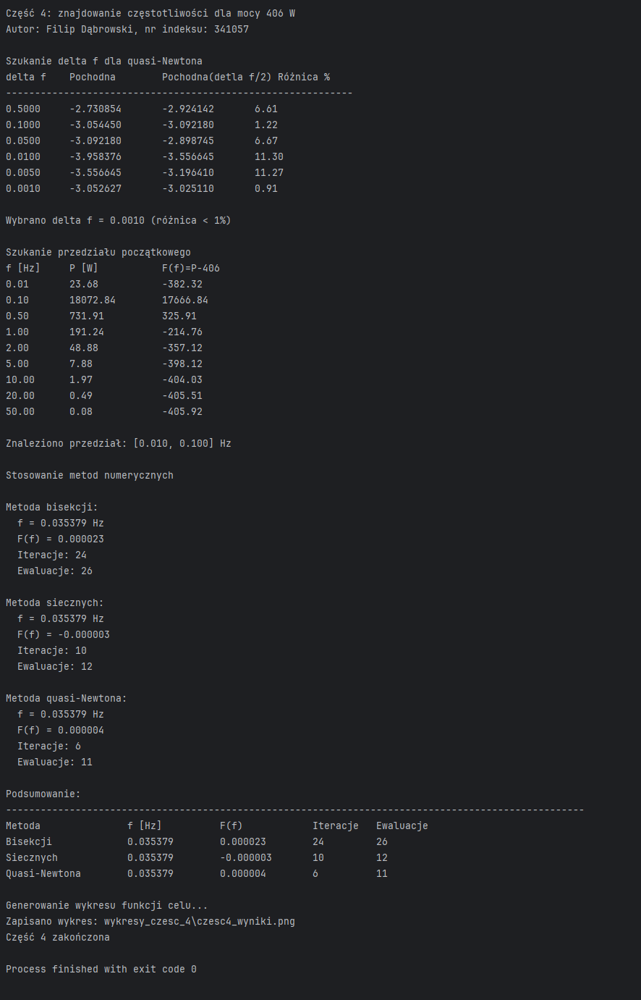 Część 4: znajdowanie częstotliwości dla mocy 406 W
Autor: Filip Dąbrowski, nr indeksu: 341057
Szukanie delta f dla quasi-Newtona
delta f    Pochodna        Pochodna(detla f/2) Różnica %
------------------------------------------------------------
0.5000     -2.730854       -2.924142       6.61
0.1000     -3.054450       -3.092180       1.22
0.0500     -3.092180       -2.898745       6.67
0.0100     -3.958376       -3.556645       11.30
0.0050     -3.556645       -3.196410       11.27
0.0010     -3.052627       -3.025110       0.91
Wybrano delta f = 0.0010 (różnica < 1%)
Szukanie przedziału początkowego
f [Hz]     P [W]           F(f)=P-406
0.01       23.68           -382.32
0.10       18072.84        17666.84
0.50       731.91          325.91
1.00       191.24          -214.76
2.00       48.88           -357.12
5.00       7.88            -398.12
10.00      1.97            -404.03
20.00      0.49            -405.51
50.00      0.08            -405.92
Znaleziono przedział: [0.010, 0.100] Hz
Stosowanie metod numerycznych
Metoda bisekcji:
  f = 0.035379 Hz
  F(f) = 0.000023
  Iteracje: 24
  Ewaluacje: 26
Metoda siecznych:
  f = 0.035379 Hz
  F(f) = -0.000003
  Iteracje: 10
  Ewaluacje: 12
Metoda quasi-Newtona:
  f = 0.035379 Hz
  F(f) = 0.000004
  Iteracje: 6
  Ewaluacje: 11
Podsumowanie:
----------------------------------------------------------------------------------------------------
Metoda               f [Hz]          F(f)            Iteracje   Ewaluacje
Bisekcji             0.035379        0.000023        24         26
Siecznych            0.035379        -0.000003       10         12
Quasi-Newtona        0.035379        0.000004        6          11
Generowanie wykresu funkcji celu...
Zapisano wykres: wykresy_czesc_4\czesc4_wyniki.png
Część 4 zakończona
Process finished with exit code 0